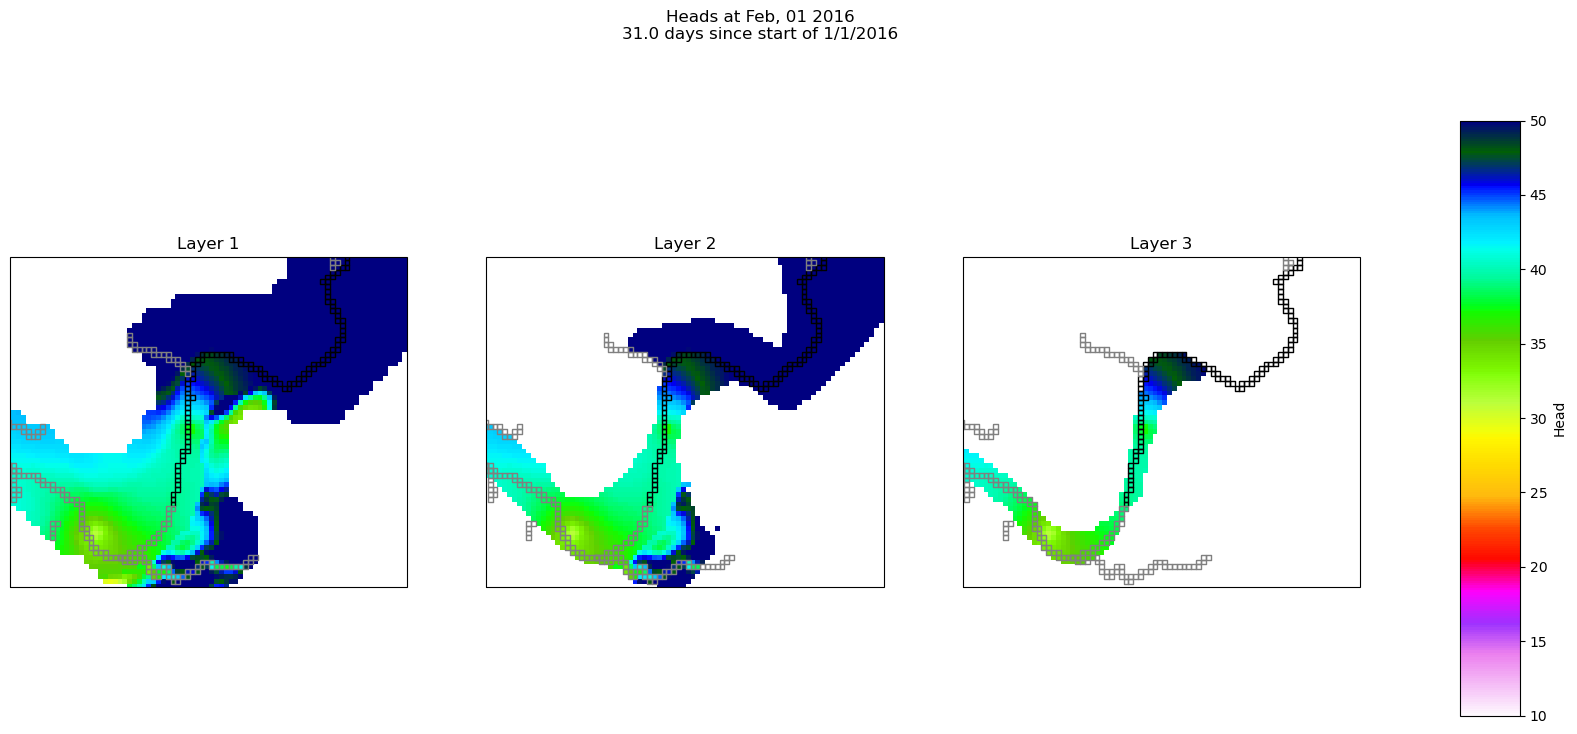 Heads at Feb, 01 2016
31.0 days since start of 1/1/2016
Layer 1
Layer 2
Layer 3
50
45
40
35
30
25
20
15
10
Head